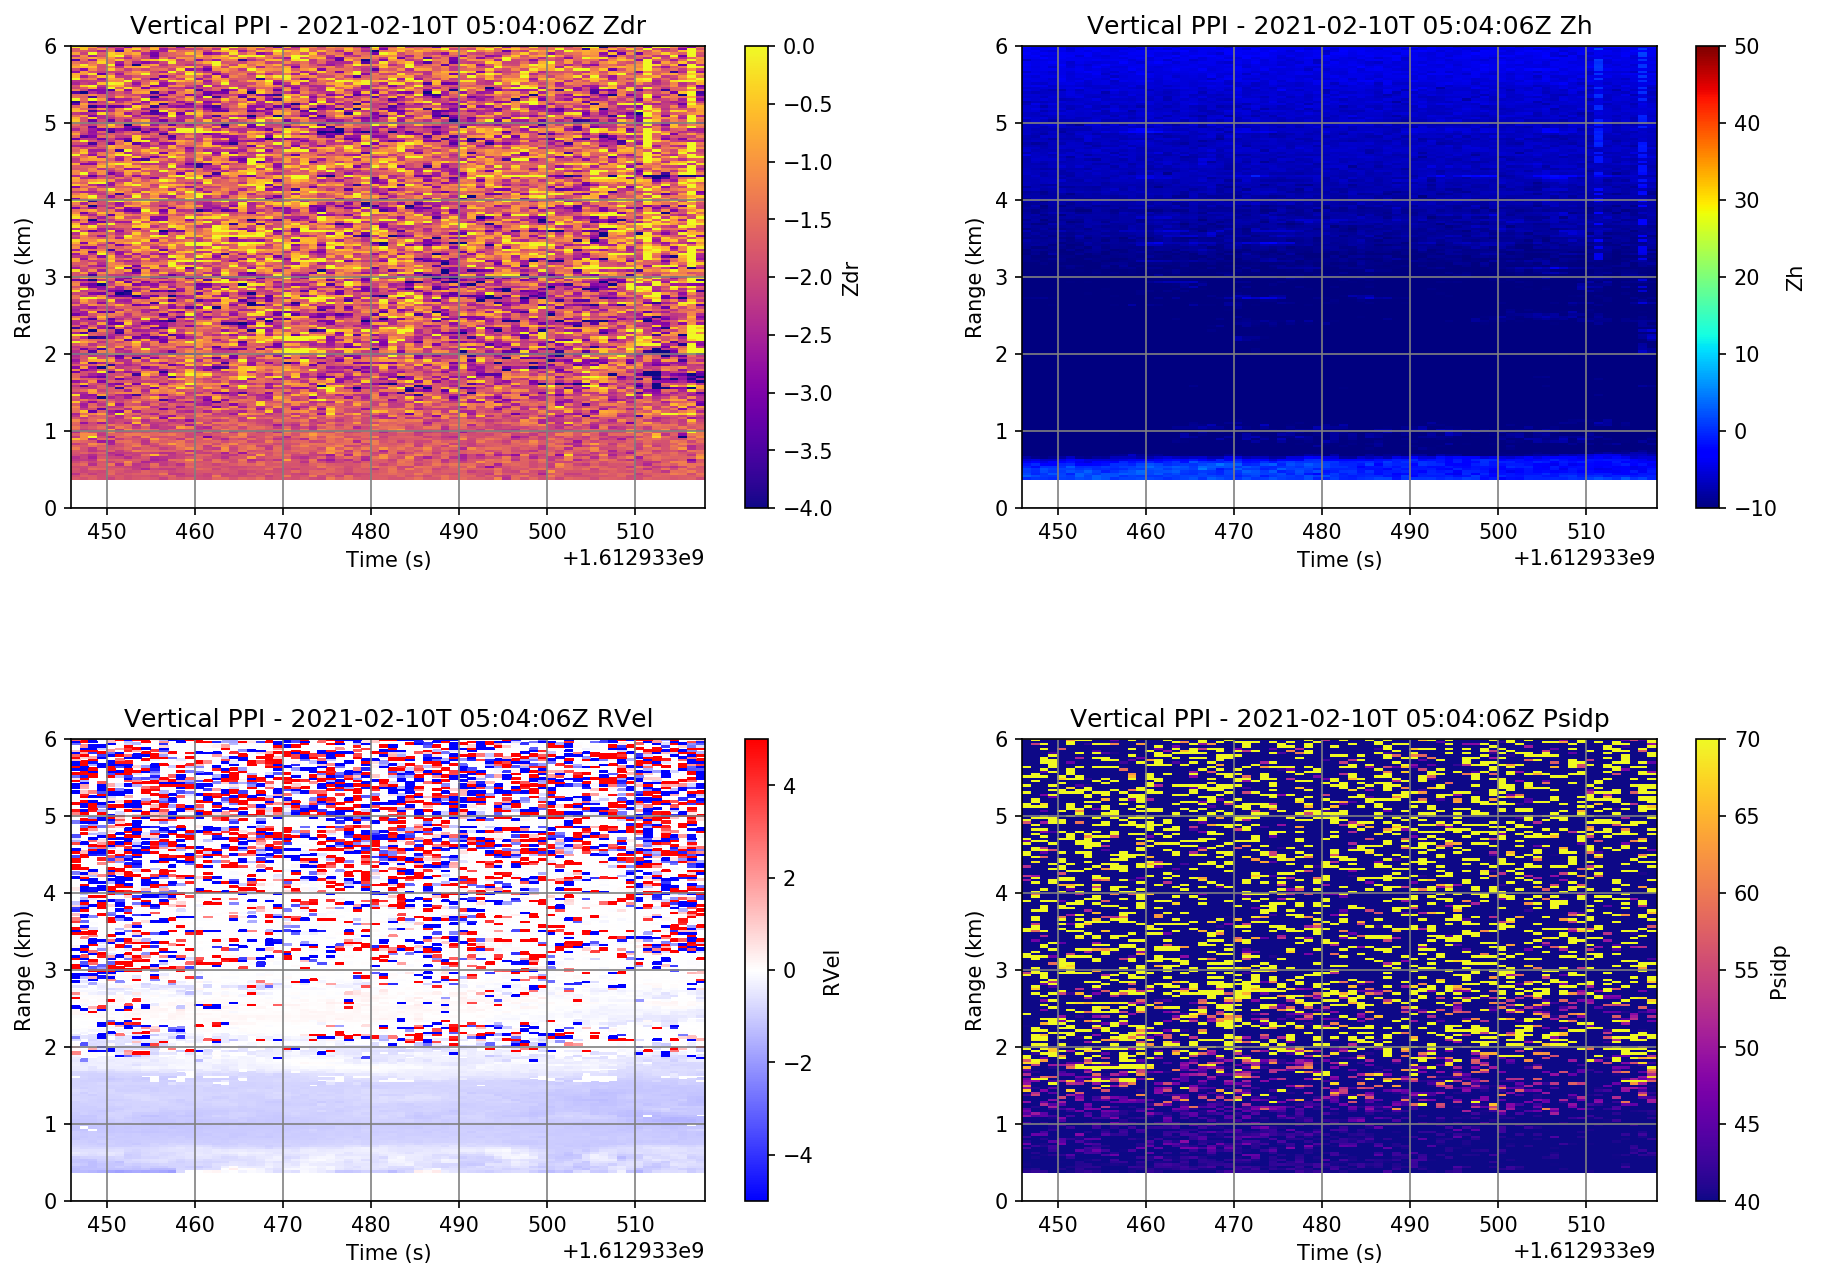 Vertical PPI - 2021-02-10T 05:04:06Z Zdr
6
5
4
3
2
1
0
Range (km)
450 460 470 480 490 500 510
Time (s)
+1.612933e9
0.0
−0.5
−1.0
−1.5
−2.0
−2.5
−3.0
−3.5
−4.0
Zdr
Vertical PPI - 2021-02-10T 05:04:06Z Zh
6
5
4
3
2
1
0
Range (km)
450 460 470 480 490 500 510
Time (s)
+1.612933e9
50
40
30
20
10
0
−10
Zh
Vertical PPI - 2021-02-10T 05:04:06Z RVel
6
5
4
3
2
1
0
Range (km)
450 460 470 480 490 500 510
Time (s)
+1.612933e9
4
2
0
−2
−4
RVel
Vertical PPI - 2021-02-10T 05:04:06Z Psidp
6
5
4
3
2
1
0
Range (km)
450 460 470 480 490 500 510
Time (s)
+1.612933e9
70
65
60
55
50
45
40
Psidp